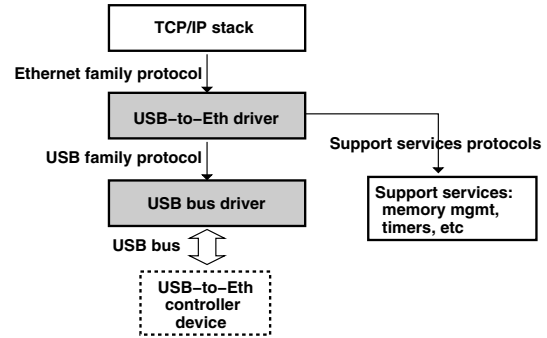 TCP/IP stack
Ethernet family protocol
USB−to−Eth driver
Support services protocols
USB family protocol
Support services:
memory mgmt,
timers, etc
USB bus driver
USB bus
USB−to−Eth
controller
device